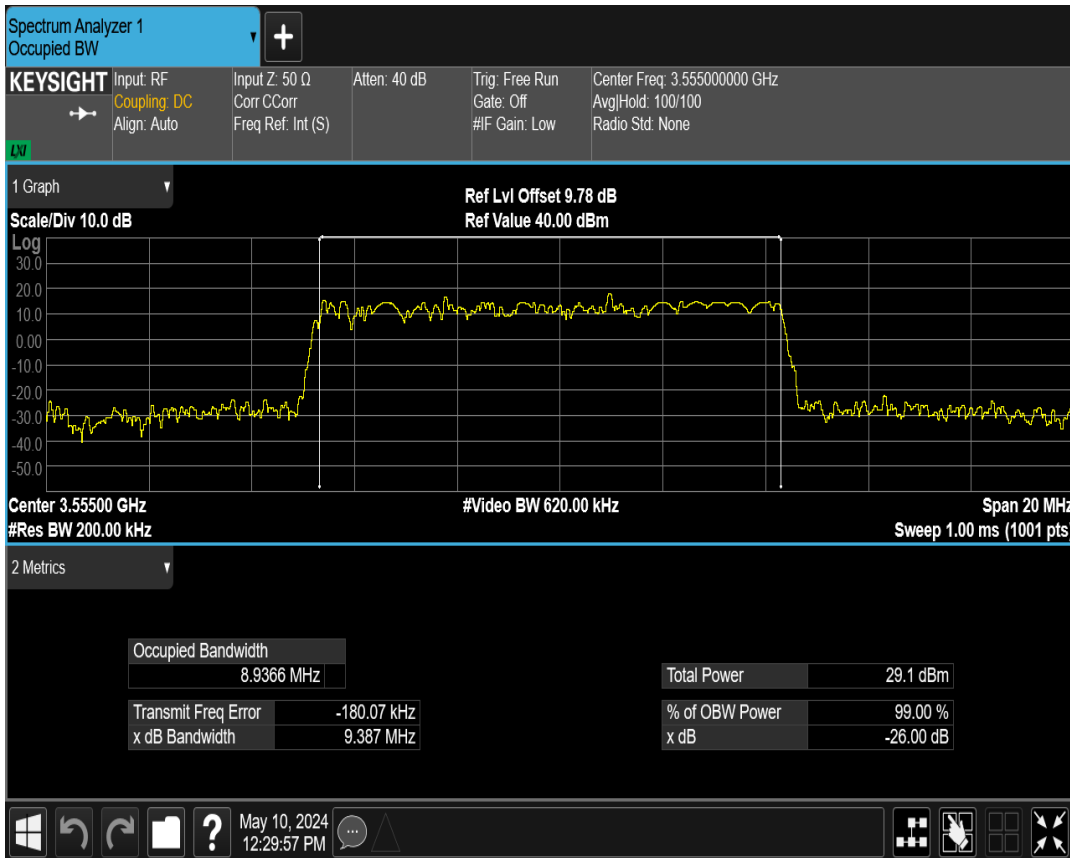 Spectrum Analyzer 1
Occupied BW
+
KEYSIGHT
LXI
Input: RF
Coupling: DC
Align: Auto
Input Z: 50 Ω
Corr CCorr
Freq Ref: Int (S)
Atten: 40 dB
Trig: Free Run
Gate: Off
#IF Gain: Low
Center Freq: 3.555000000 GHz
Avg|Hold: 100/100
Radio Std: None
1 Graph
Scale/Div 10.0 dB
Ref Lvl Offset 9.78 dB
Ref Value 40.00 dBm
Log
30.0
20.0
10.0
0.00
-10.0
-20.0
-30.0
-40.0
-50.0
Center 3.55500 GHz
#Video BW 620.00 kHz
Span 20 MHz
#Res BW 200.00 kHz
Sweep 1.00 ms (1001 pts)
2 Metrics
Occupied Bandwidth
8.9366 MHz
Total Power 29.1 dBm
Transmit Freq Error -180.07 kHz
% of OBW Power 99.00 %
x dB Bandwidth 9.387 MHz
x dB -26.00 dB
?
May 10, 2024
12:29:57 PM